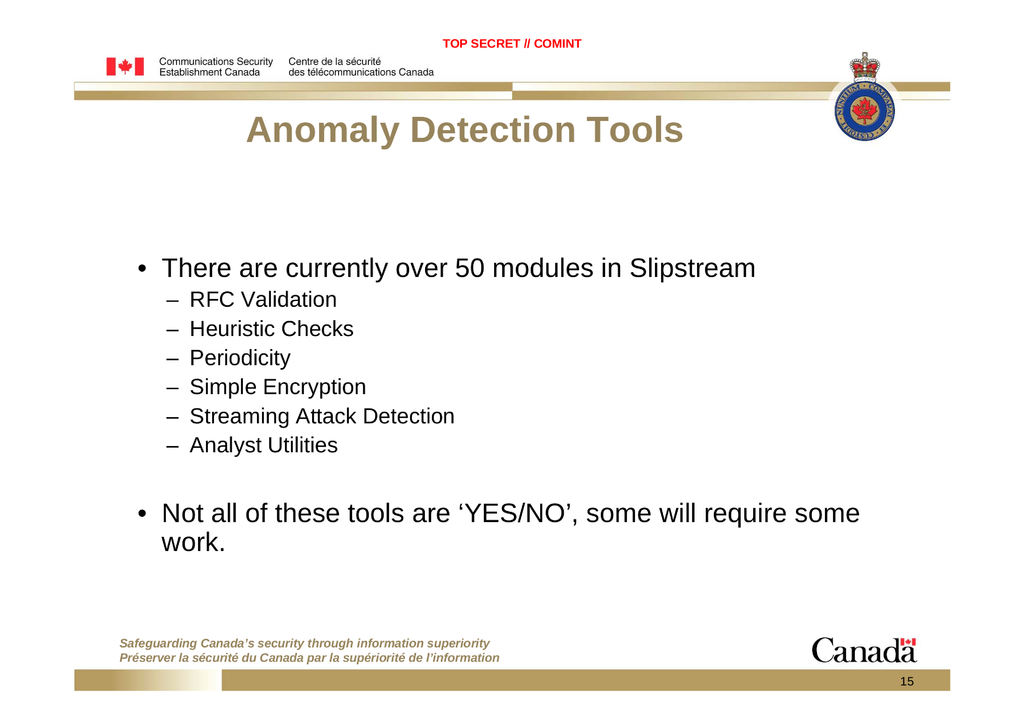 TOP SECRET // COMINT
Communications Security Centre de la sécurité
Establishment Canada des télécommunications Canada
Anomaly Detection Tools
• There are currently over 50 modules in Slipstream
– RFC Validation
– Heuristic Checks
– Periodicity
– Simple Encryption
– Streaming Attack Detection
– Analyst Utilities
• Not all of these tools are ‘YES/NO’, some will require some
work.
Safeguarding Canada’s security through information superiority
Préserver la sécurité du Canada par la supériorité de l’information
Canada
15